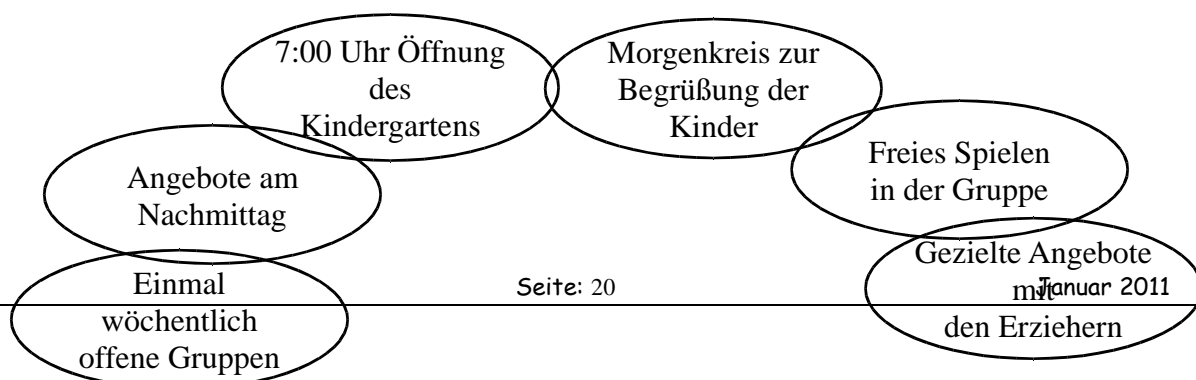 7:00 Uhr Öffnung
des
Kindergartens
Morgenkreis zur
Begrüßung der
Kinder
Freies Spielen
in der Gruppe
Gezielte Angebote
mit
den Erziehern
Angebote am
Nachmittag
Einmal
wöchentlich
offene Gruppen
Seite: 20
Januar 2011